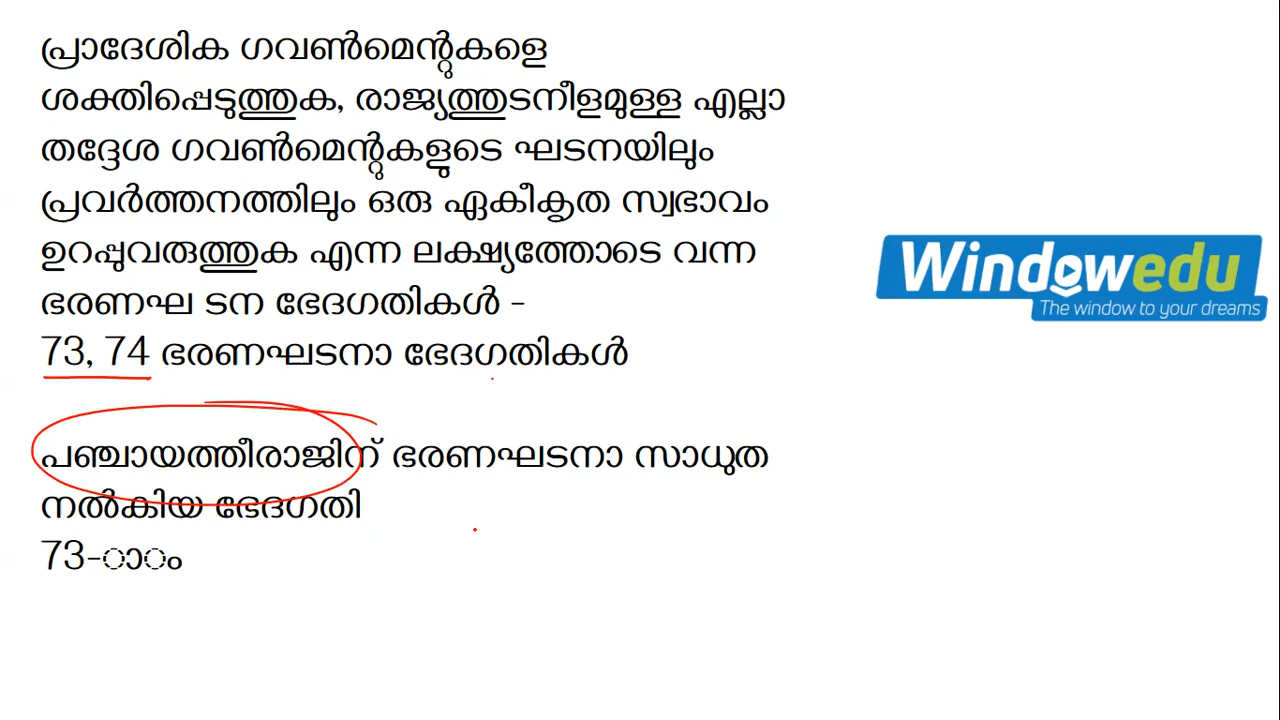 പ്രാദേശിക ഗവൺമെന്റുകളെ
ശക്തിപ്പെടുത്തുക, രാജ്യത്തുടനീളമുള്ള എല്ലാ
തദ്ദേശ ഗവൺമെന്റുകളുടെ ഘടനയിലും
പ്രവർത്തനത്തിലും ഒരു ഏകീകൃത സ്വഭാവം
ഉറപ്പുവരുത്തുക എന്ന ലക്ഷ്യത്തോടെ വന്ന
ഭരണഘ ടന ഭേദഗതികൾ -
73, 74 ഭരണഘടനാ ഭേദഗതികൾ
പഞ്ചായത്തീരാജിന് ഭരണഘടനാ സാധുത
നൽകിയ ഭേദഗതി
73-ാം
Windowedu
The window to your dreams